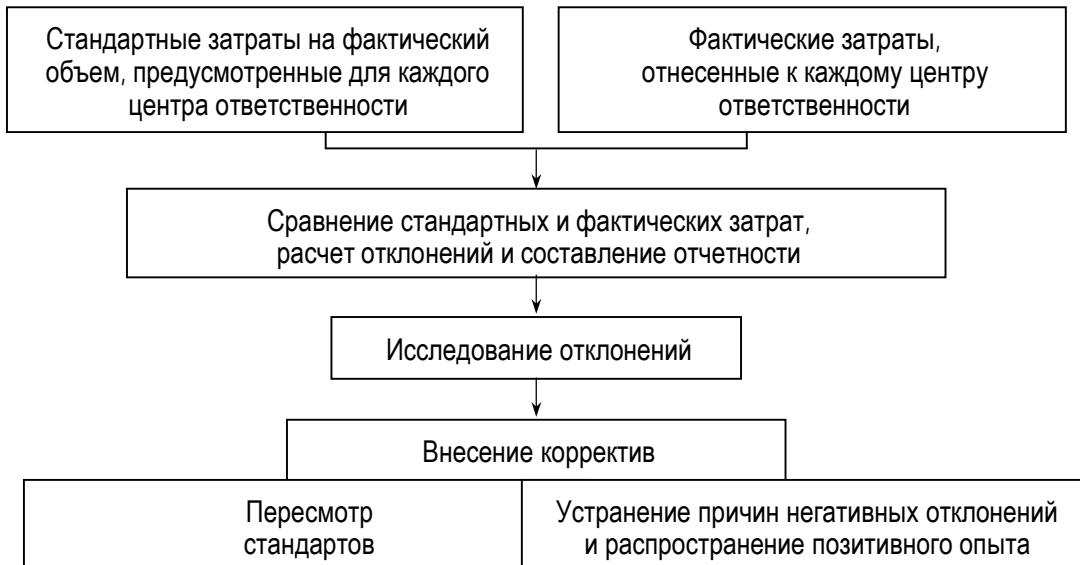 Стандартные затраты на фактический
объем, предусмотренные для каждого
центра ответственности
Фактические затраты,
отнесенные к каждому центру
ответственности
Сравнение стандартных и фактических затрат,
расчет отклонений и составление отчетности
Исследование отклонений
Внесение корректив
Пересмотр
стандартов
Устранение причин негативных отклонений
и распространение позитивного опыта